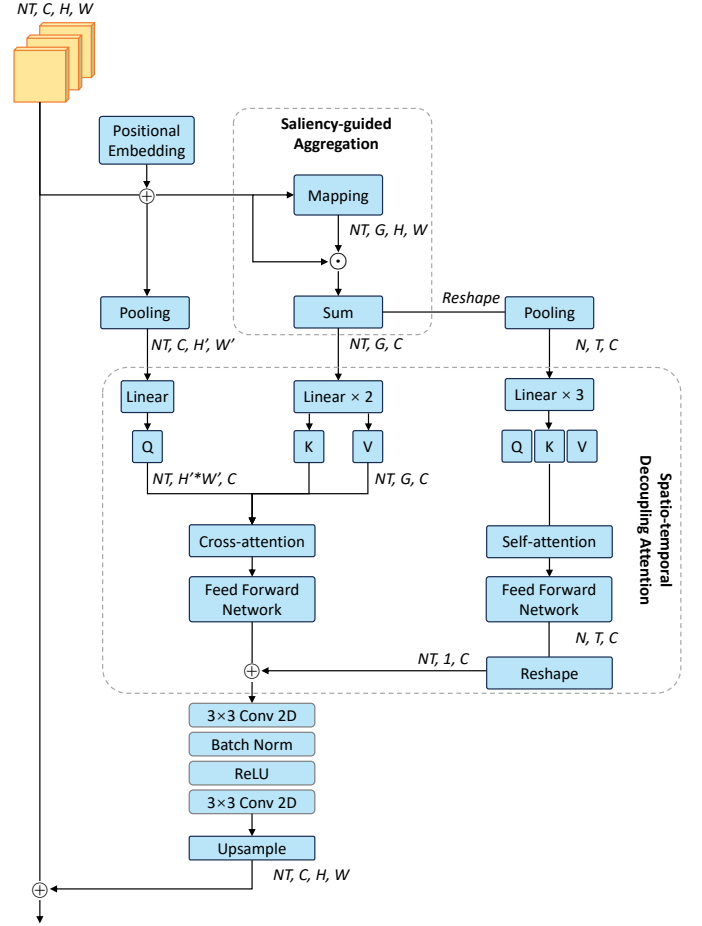 NT, C, H, W
Saliency-guided
Aggregation
Positional
Embedding
Mapping
NT, G, H, W
Sum
Reshape
Pooling
Pooling
NT, C, H', W'
NT, G, C
N, T, C
Linear
Linear × 2
Linear × 3
Q
K
V
Q
K
V
NT, H'*W', C
NT, G, C
Spatio-temporal
Decoupling Attention
Cross-attention
Self-attention
Feed Forward
Network
Feed Forward
Network
N, T, C
NT, 1, C
Reshape
3×3 Conv 2D
Batch Norm
ReLU
3×3 Conv 2D
Upsample
NT, C, H, W